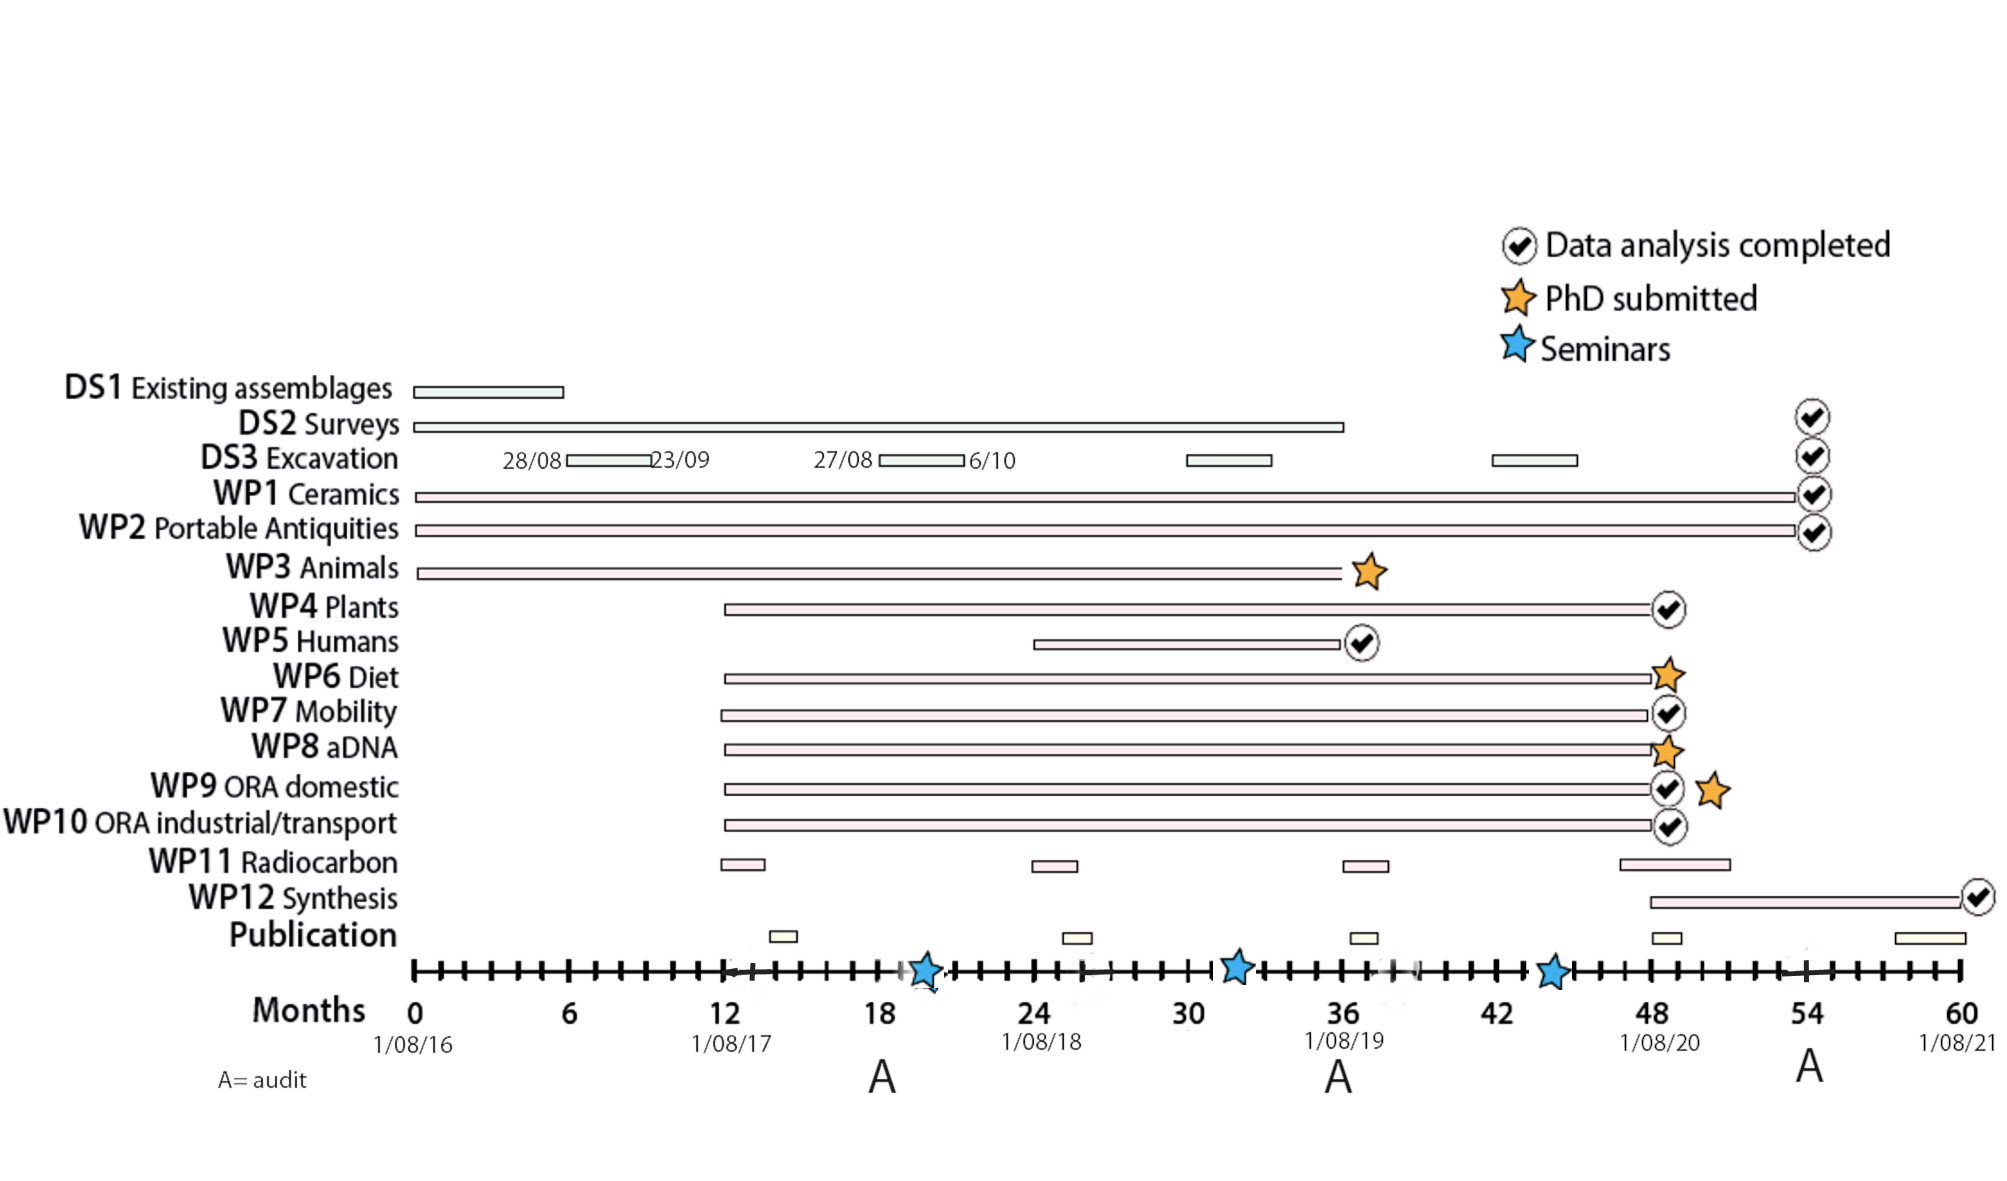 Data analysis completed
PhD submitted
Seminars
DS1 Existing assemblages
DS2 Surveys
DS3 Excavation 28/08 23/09 27/08 6/10
WP1 Ceramics
WP2 Portable Antiquities
WP3 Animals
WP4 Plants
WP5 Humans
WP6 Diet
WP7 Mobility
WP8 aDNA
WP9 ORA domestic
WP10 ORA industrial/transport
WP11 Radiocarbon
WP12 Synthesis
Publication
Months 0 6 12 18 24 30 36 42 48 54 60
1/08/16 1/08/17 1/08/18 1/08/19 1/08/20 1/08/21
A= audit A A A